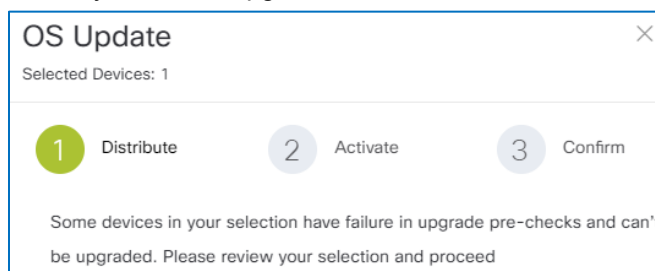 OS Update
Selected Devices: 1
1 Distribute 2 Activate 3 Confirm
Some devices in your selection have failure in upgrade pre-checks and can'
be upgraded. Please review your selection and proceed